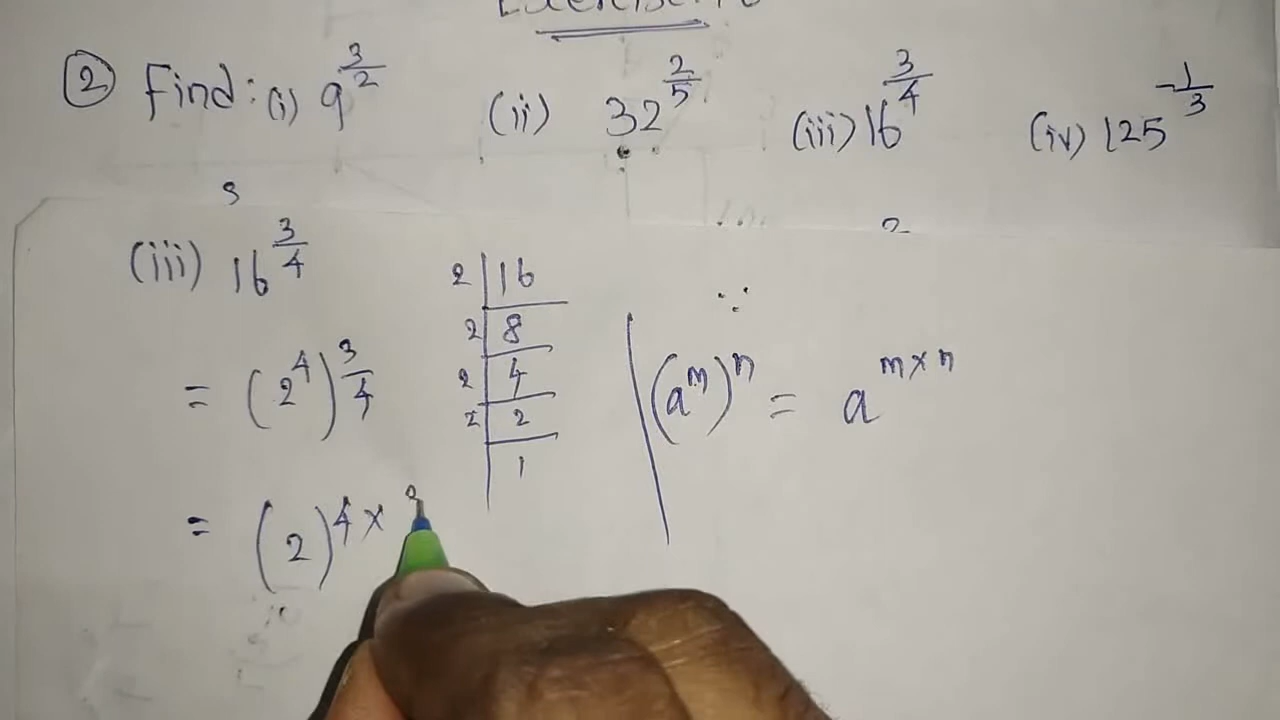 ② Find: (i) 9^(3/2) (ii) 32^(2/5) (iii) 16^(3/4) (iv) 125^(-1/3)
(iii) 16^(3/4)
= (2^4)^(3/4)
= (2)^(4×
2 | 16
2 | 8
2 | 4
2 | 2
| 1
∵
(a^m)^n = a^(m×n)